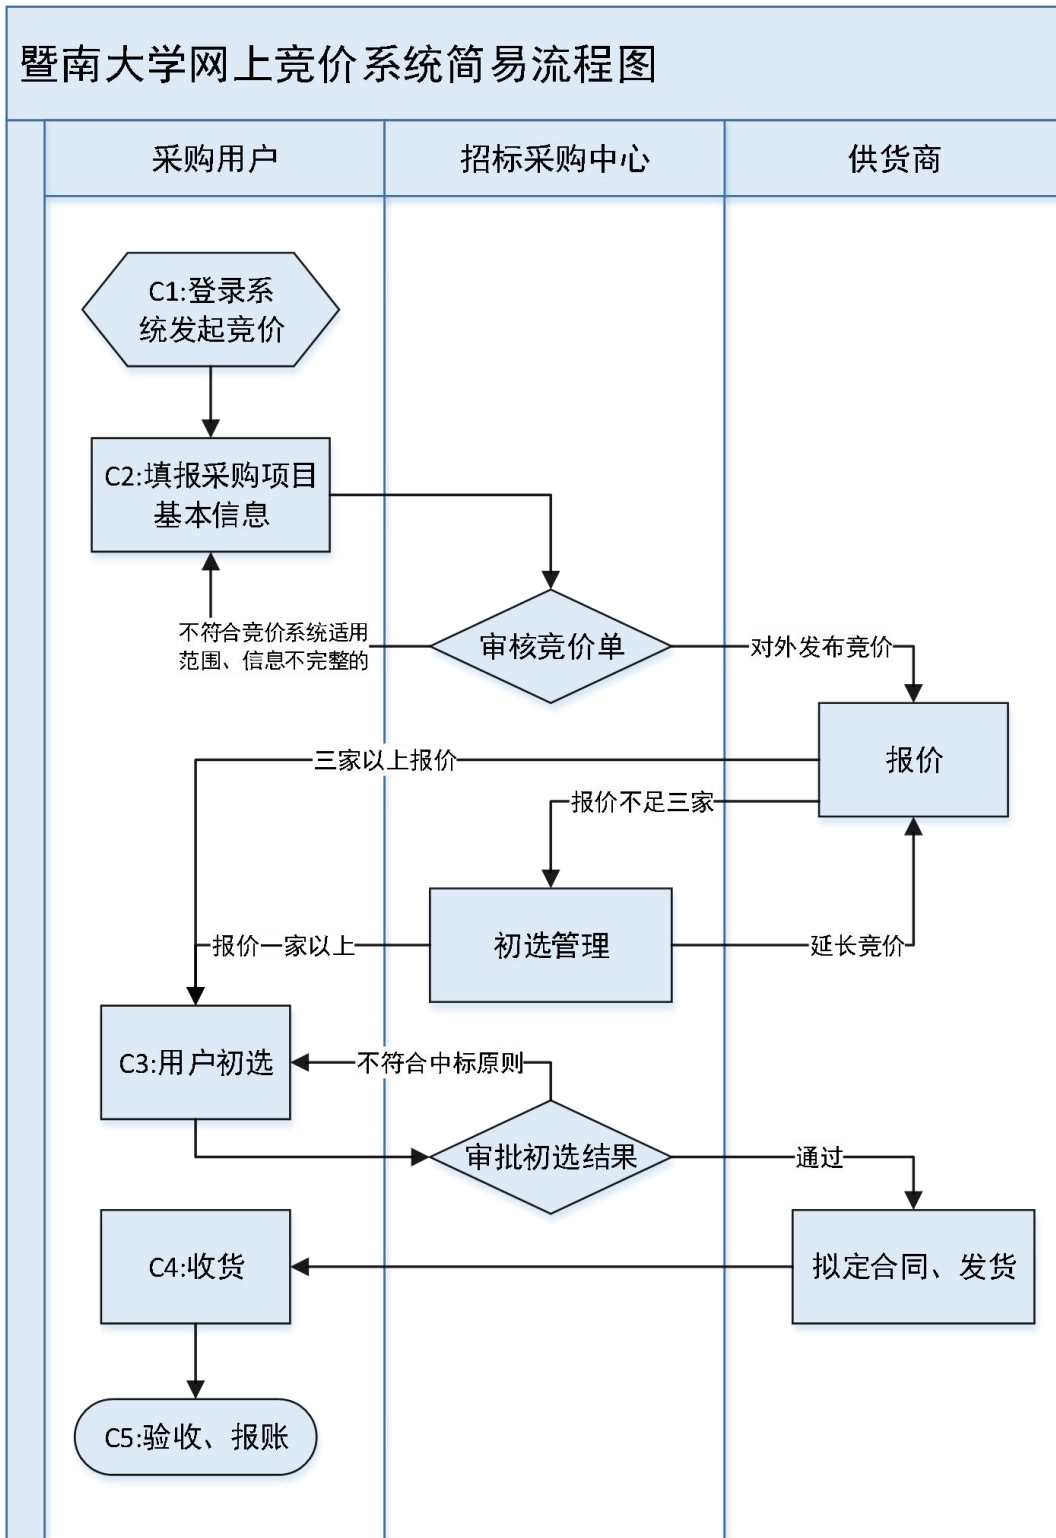 暨南大学网上竞价系统简易流程图
采购用户
招标采购中心
供货商
C1:登录系
统发起竞价
C2:填报采购项目
基本信息
不符合竞价系统适用
范围、信息不完整的
审核竞价单
对外发布竞价
报价
三家以上报价
报价不足三家
报价一家以上
初选管理
延长竞价
C3:用户初选
不符合中标原则
审批初选结果
通过
C4:收货
拟定合同、发货
C5:验收、报账